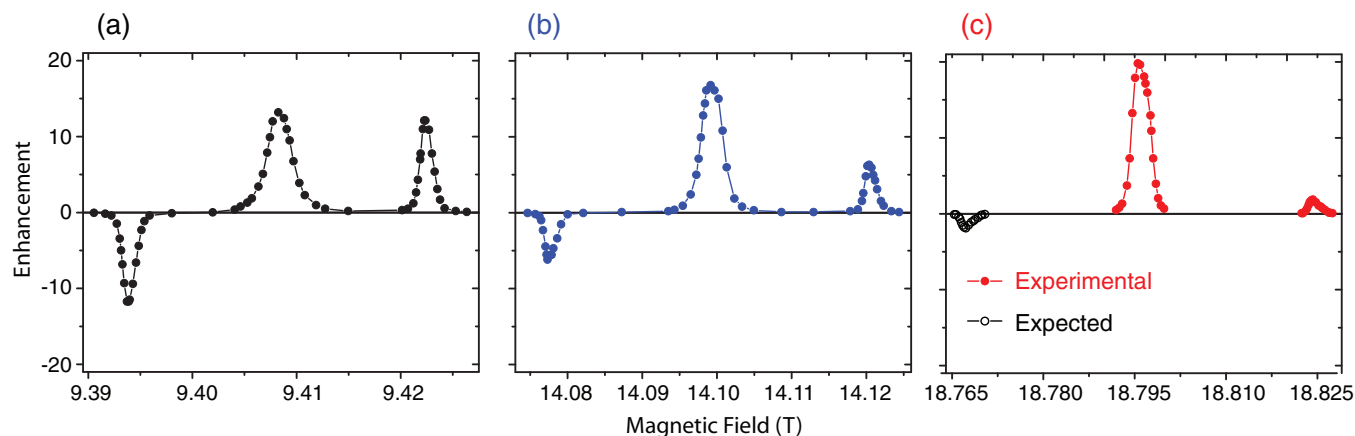 (a) (b) (c)
Enhancement
20
10
0
-10
-20
9.39 9.40 9.41 9.42
14.08 14.09 14.10 14.11 14.12
18.765 18.780 18.795 18.810 18.825
Experimental
Expected
Magnetic Field (T)